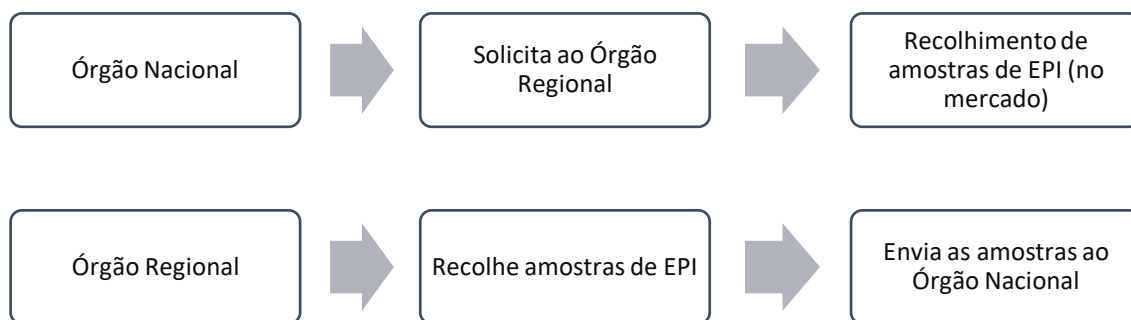 Órgão Nacional
Solicita ao Órgão
Regional
Recolhimento de
amostras de EPI (no
mercado)
Órgão Regional
Recolhe amostras de EPI
Envia as amostras ao
Órgão Nacional